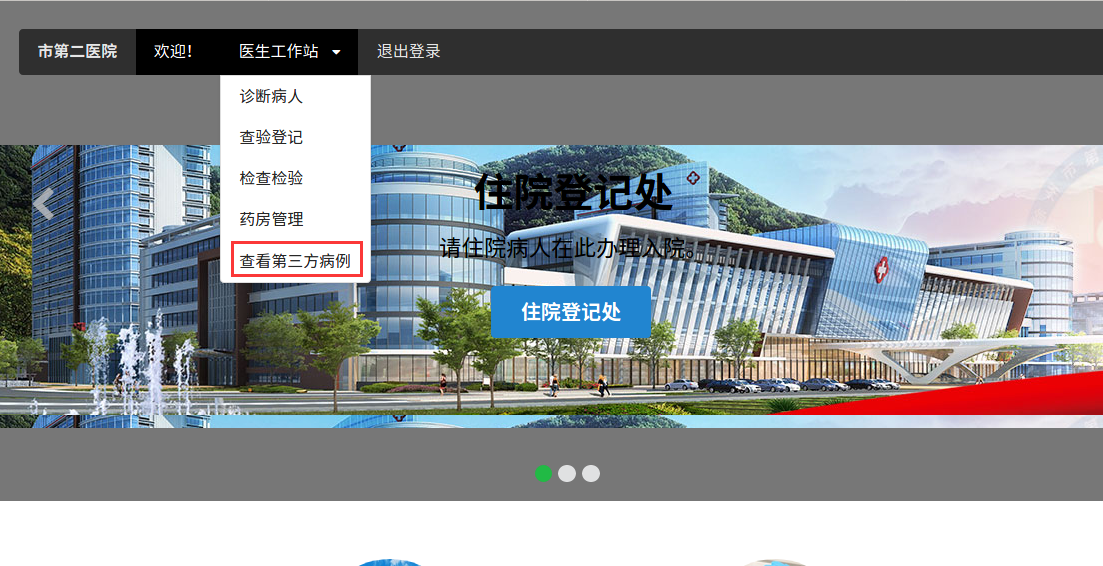 市第二医院 欢迎! 医生工作站 退出登录
诊断病人
查验登记
检查检验
药房管理
查看第三方病例
住院登记处
请住院病人在此办理入院。
住院登记处